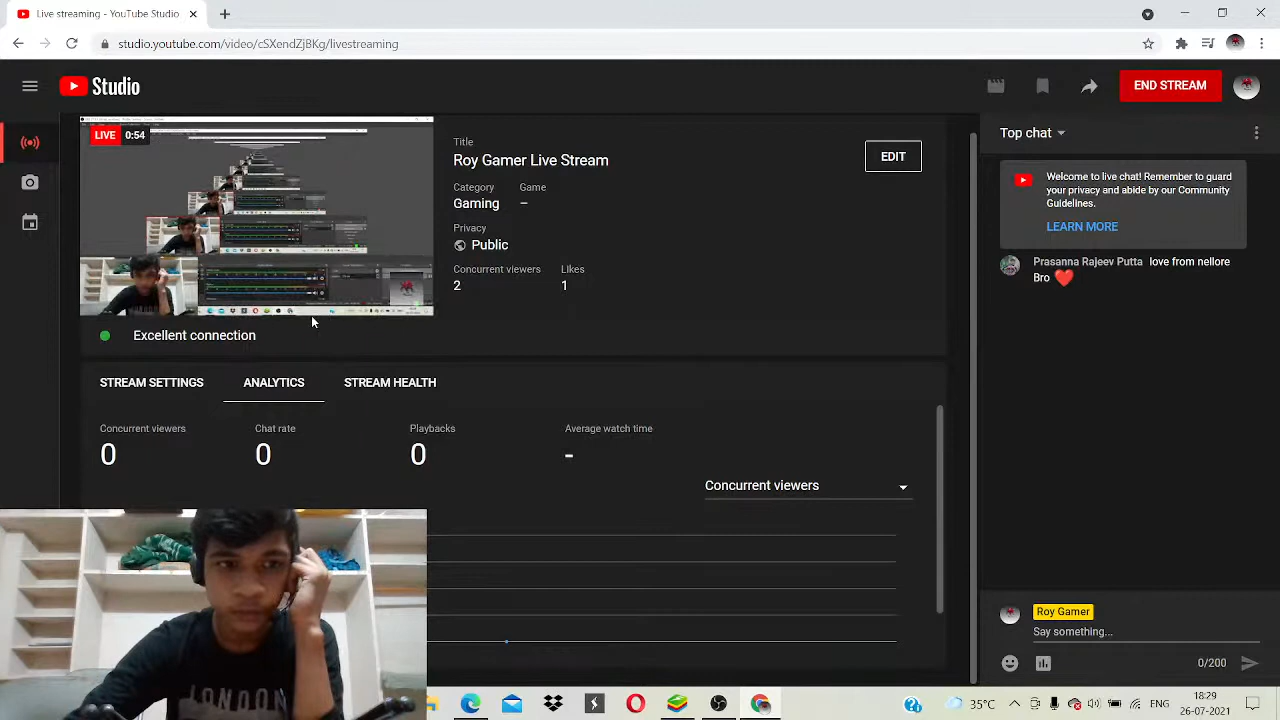 Live streaming - YouTube Studio
studio.youtube.com/video/cSXendZjBKg/livestreaming
Studio
END STREAM
LIVE 0:54
Title
Roy Gamer Live Stream
EDIT
Category
Gaming
Public
Concurrent viewers Likes
2 1
Excellent connection
STREAM SETTINGS ANALYTICS STREAM HEALTH
Concurrent viewers Chat rate Playbacks Average watch time
0 0 0 -
Concurrent viewers
LONDON
Top chat
Welcome to live chat! Remember to guard
your privacy and abide by our Community
Guidelines.
LEARN MORE
Putta love from nellore
bro
Roy Gamer
Say something...
0/200
35°C
ENG
18:29
26-07-2021